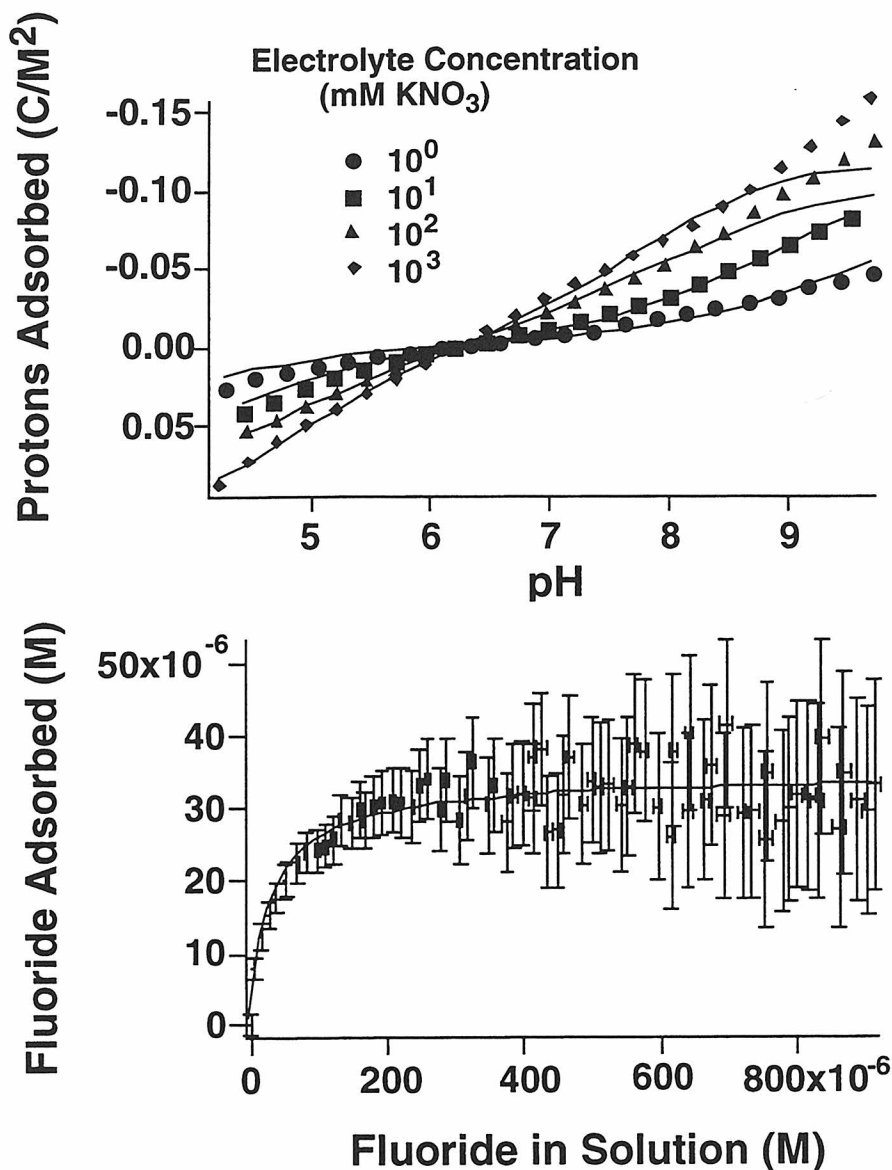 Electrolyte Concentration
(mM KNO3)
10^0
10^1
10^2
10^3
Protons Adsorbed (C/M^2)
-0.15
-0.10
-0.05
0.00
0.05
5 6 7 8 9
pH
Fluoride Adsorbed (M)
50x10^-6
40
30
20
10
0
0 200 400 600 800x10^-6
Fluoride in Solution (M)